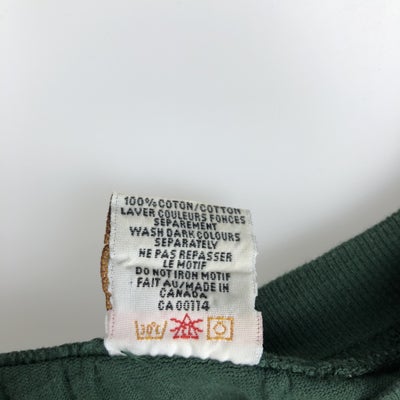 100% COTON/COTTON
LAVER COULEURS FONCES
SEPAREMENT
WASH DARK COLOURS
SEPARATELY
NE PAS REPASSER
LE MOTIF
DO NOT IRON MOTIF
FAIT AU/MADE IN
CANADA
CA 00114
30°C